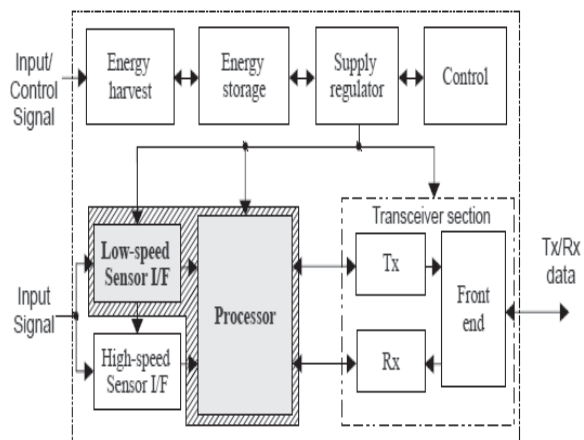 Input/
Control
Signal
Energy
harvest
Energy
storage
Supply
regulator
Control
Transceiver section
Low-speed
Sensor I/F
Processor
Tx
Front
end
Tx/Rx
data
Input
Signal
High-speed
Sensor I/F
Rx